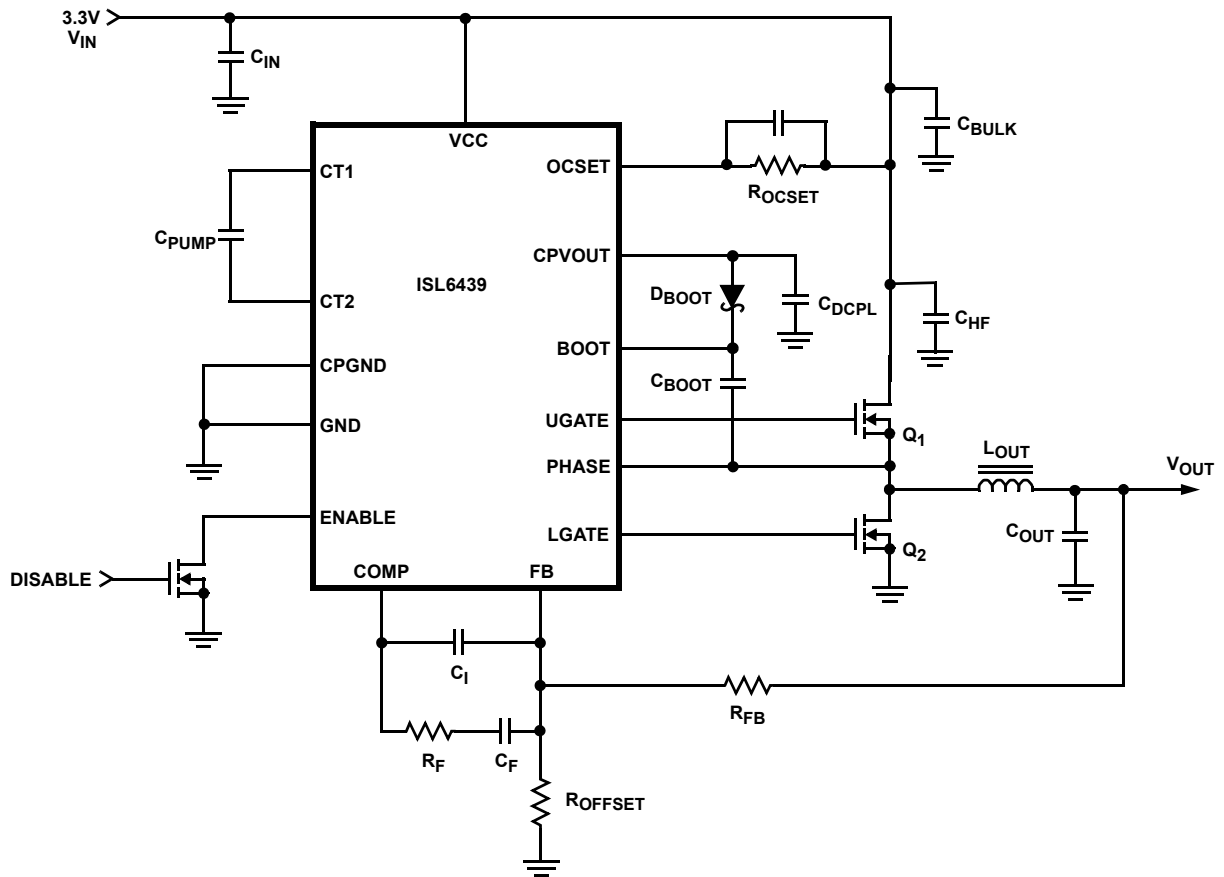 3.3V
VIN
CIN
CBULK
VCC
OCSET
ROCSET
CT1
CPUMP
CT2
ISL6439
CPVOUT
DBOOT
CDCPL
CHF
BOOT
CBOOT
CPGND
GND
UGATE
Q1
PHASE
LOUT
VOUT
ENABLE
LGATE
Q2
COUT
DISABLE
COMP
FB
CI
RFB
RF
CF
ROFFSET